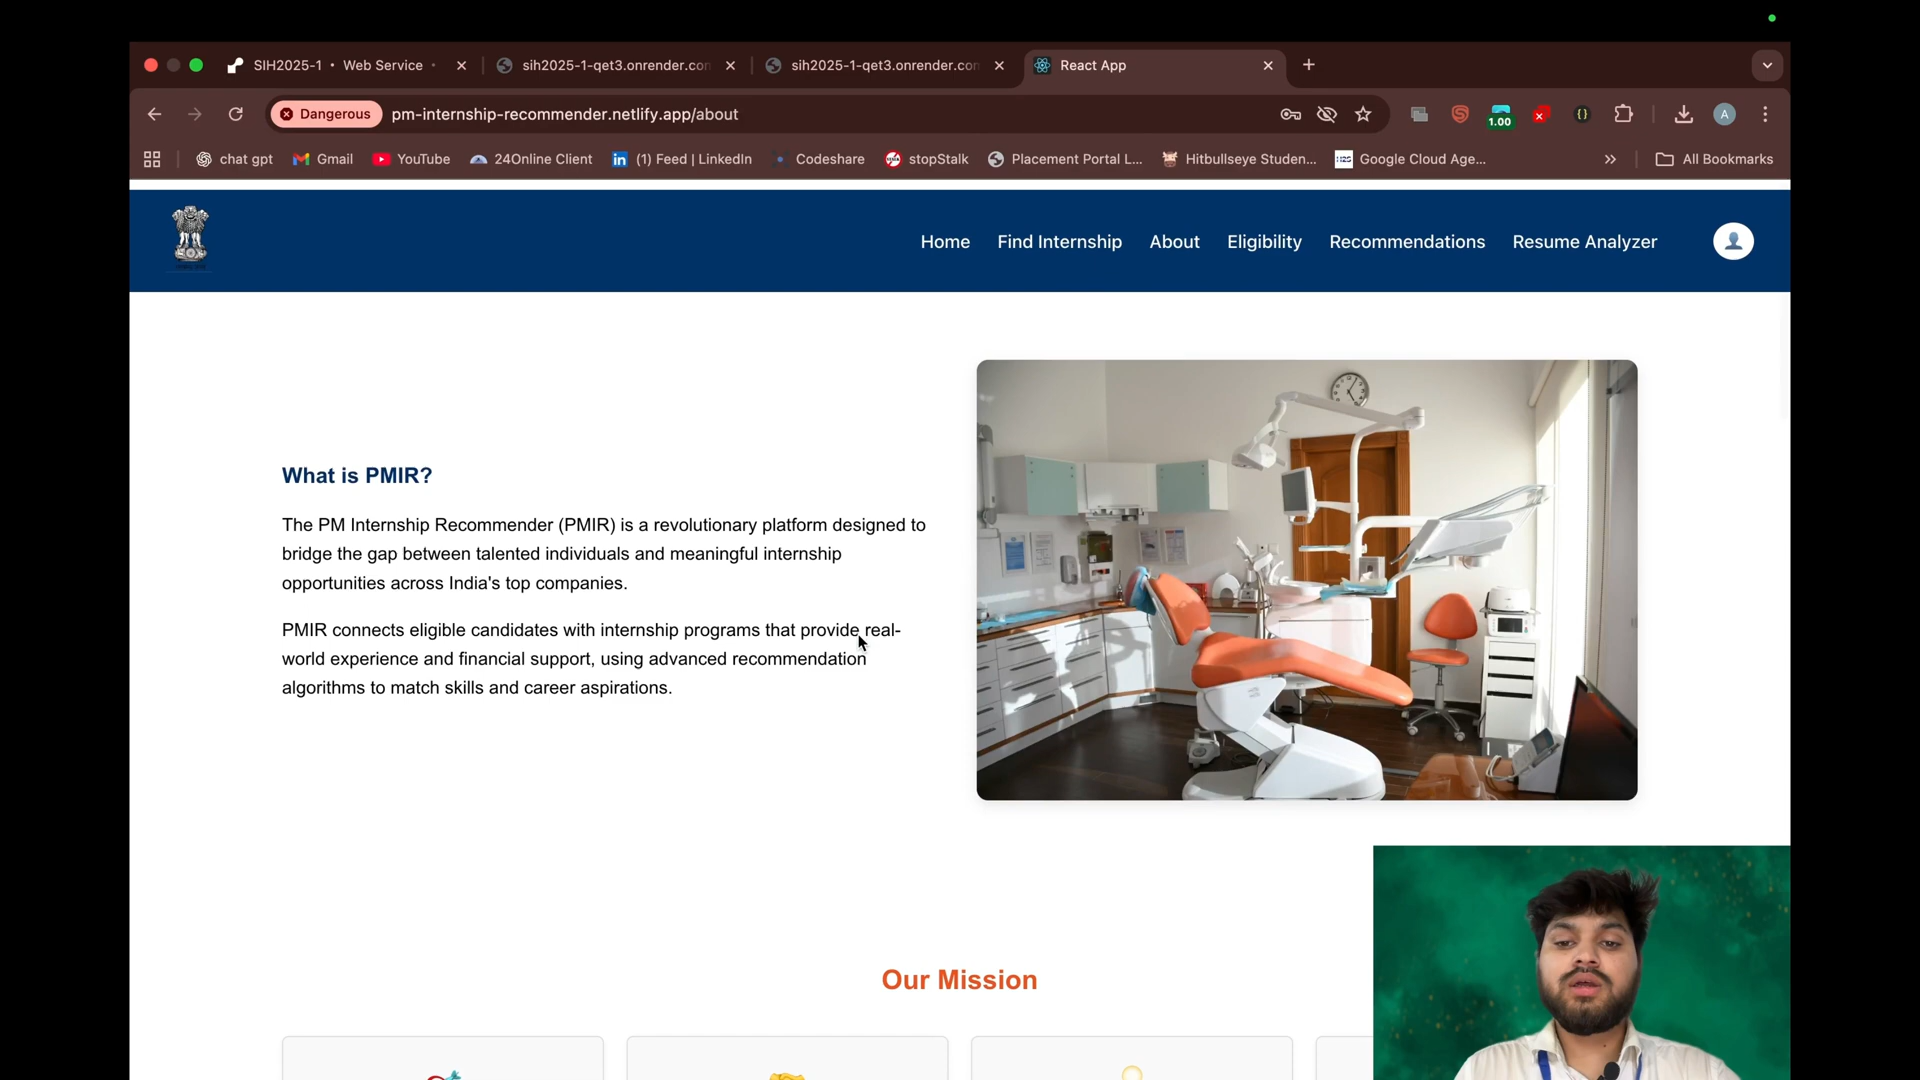 SIH2025-1 • Web Service •
sih2025-1-qet3.onrender.con
sih2025-1-qet3.onrender.con
React App
Dangerous
pm-internship-recommender.netlify.app/about
1.00
A
chat gpt
Gmail
YouTube
24Online Client
(1) Feed | LinkedIn
Codeshare
stopStalk
Placement Portal L...
Hitbullseye Studen...
Google Cloud Age...
All Bookmarks
Home
Find Internship
About
Eligibility
Recommendations
Resume Analyzer
What is PMIR?
The PM Internship Recommender (PMIR) is a revolutionary platform designed to
bridge the gap between talented individuals and meaningful internship
opportunities across India's top companies.
PMIR connects eligible candidates with internship programs that provide real-
world experience and financial support, using advanced recommendation
algorithms to match skills and career aspirations.
Our Mission